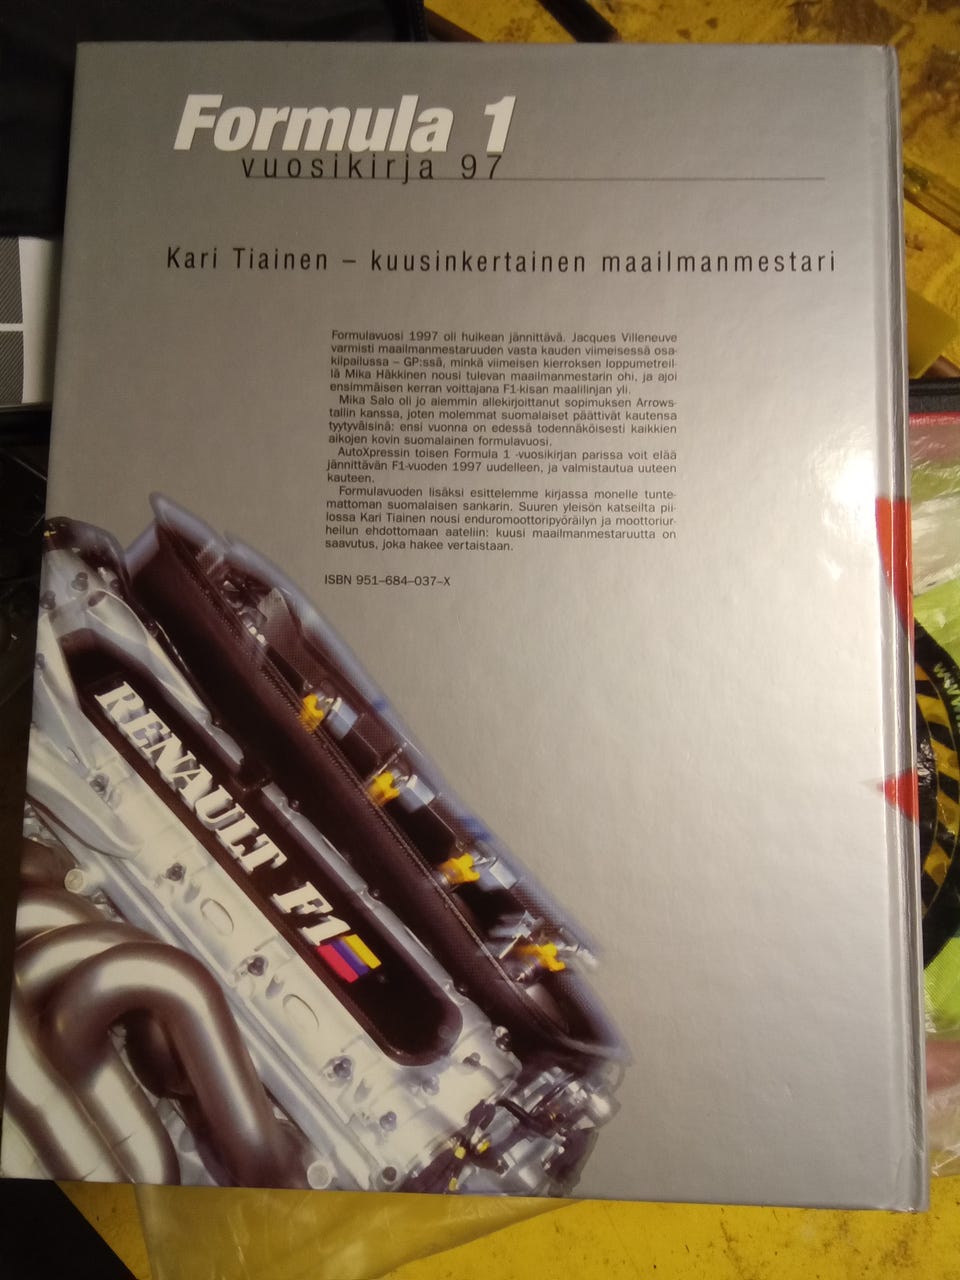 Formula 1
vuosikirja 97
Kari Tiainen – kuusinkertainen maailmanmestari
Formulavuosi 1997 oli huikean jännittävä. Jacques Villeneuve
varmisti maailmanmestaruuden vasta kauden viimeisessä osa-
kilpailussa – GP:ssä, minkä viimeisen kierroksen loppumetreil-
lä Mika Häkkinen nousi tulevan maailmanmestarin ohi, ja ajoi
ensimmäisen kerran voittajana F1-kisan maalilinjan yli.
Mika Salo oli jo aiemmin allekirjoittanut sopimuksen Arrows-
tallin kanssa, joten molemmat suomalaiset päättivät kautensa
tyytyväisinä: ensi vuonna on edessä todennäköisesti kaikkien
aikojen kovin suomalainen formulavuosi.
AutoXpressin toisen Formula 1 -vuosikirjan parissa voit elää
jännittävän F1-vuoden 1997 uudelleen, ja valmistautua uuteen
kauteen.
Formulavuoden lisäksi esittelemme kirjassa monelle tunte-
mattoman suomalaisen sankarin. Suuren yleisön katseilta pii-
lossa Kari Tiainen nousi enduromoottoripyöräilyn ja moottoriur-
heilun ehdottomaan aateliin: kuusi maailmanmestaruutta on
saavutus, joka hakee vertaistaan.
ISBN 951–684–037–X
RENAULT F1